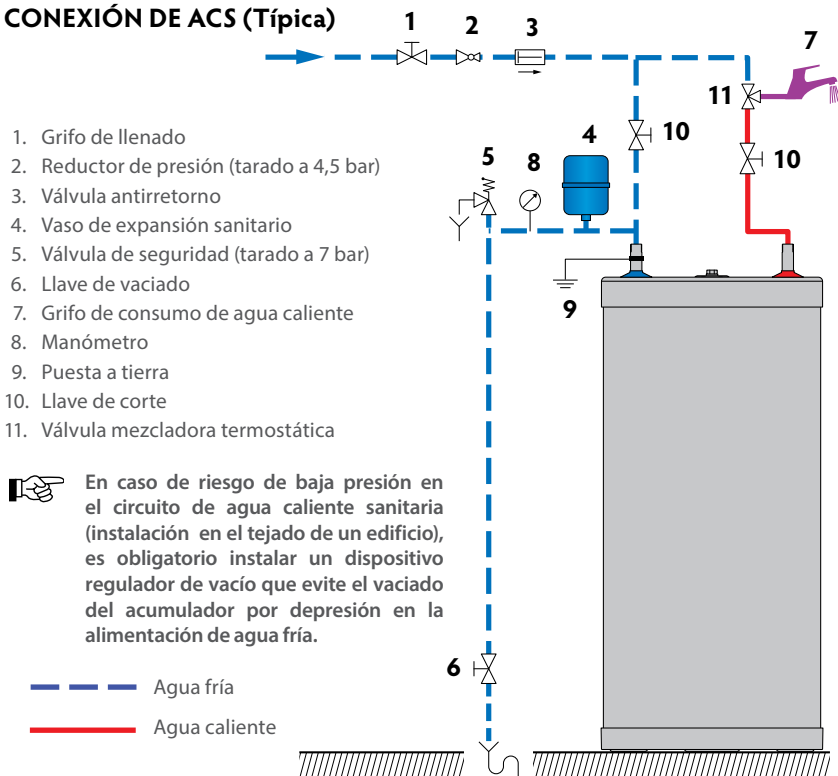 CONEXIÓN DE ACS (Típica)
1
2
3
7
11
10
4
10
5
8
9
6
1. Grifo de llenado
2. Reductor de presión (tarado a 4,5 bar)
3. Válvula antirretorno
4. Vaso de expansión sanitario
5. Válvula de seguridad (tarado a 7 bar)
6. Llave de vaciado
7. Grifo de consumo de agua caliente
8. Manómetro
9. Puesta a tierra
10. Llave de corte
11. Válvula mezcladora termostática
En caso de riesgo de baja presión en
el circuito de agua caliente sanitaria
(instalación en el tejado de un edificio),
es obligatorio instalar un dispositivo
regulador de vacío que evite el vaciado
del acumulador por depresión en la
alimentación de agua fría.
Agua fría
Agua caliente